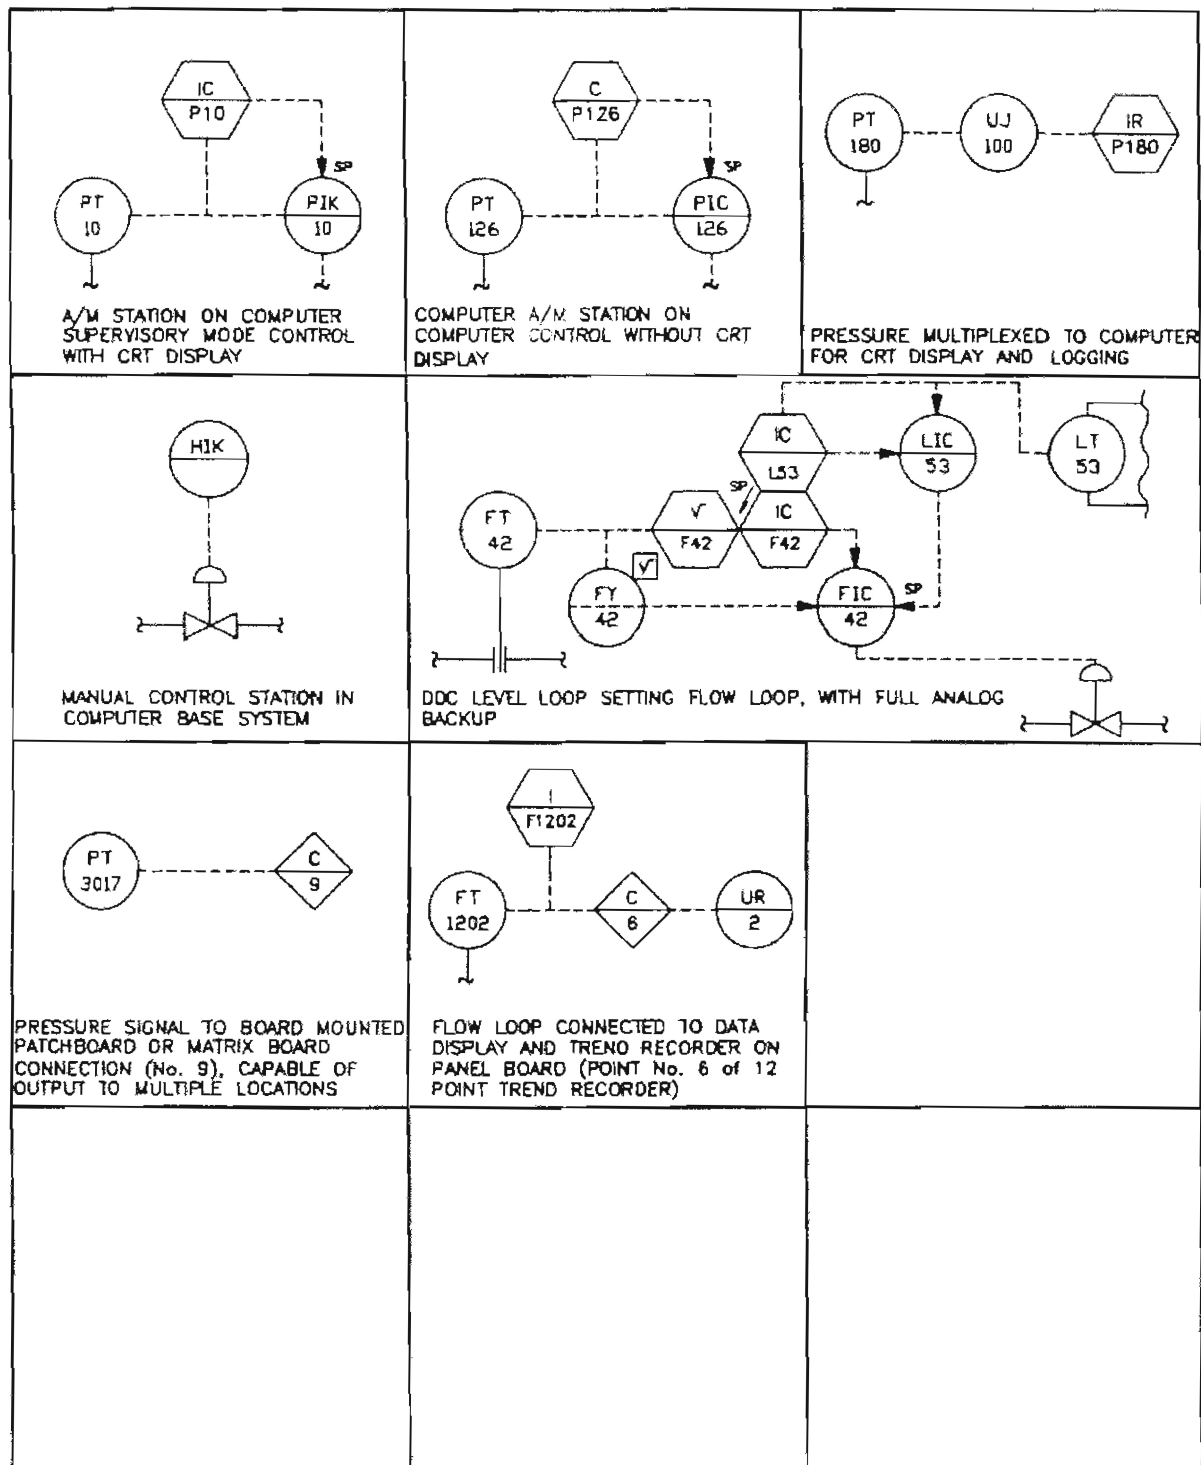 IC
P10
SP
PT
10
PIK
10
A/M STATION ON COMPUTER
SUPERVISORY MODE CONTROL
WITH CRT DISPLAY
C
P126
SP
PT
126
PIC
126
COMPUTER A/M STATION ON
COMPUTER CONTROL WITHOUT CRT
DISPLAY
PT
180
UJ
100
IR
P180
PRESSURE MULTIPLEXED TO COMPUTER
FOR CRT DISPLAY AND LOGGING
HIK
MANUAL CONTROL STATION IN
COMPUTER BASE SYSTEM
IC
L53
LIC
53
LT
53
SP
FT
42
√
F42
IC
F42
√
FY
42
FIC
42
SP
DDC LEVEL LOOP SETTING FLOW LOOP, WITH FULL ANALOG
BACKUP
PT
3017
C
9
PRESSURE SIGNAL TO BOARD MOUNTED
PATCHBOARD OR MATRIX BOARD
CONNECTION (No. 9), CAPABLE OF
OUTPUT TO MULTIPLE LOCATIONS
I
F1202
FT
1202
C
6
UR
2
FLOW LOOP CONNECTED TO DATA
DISPLAY AND TRENO RECORDER ON
PANEL BOARD (POINT No. 6 of 12
POINT TREND RECORDER)